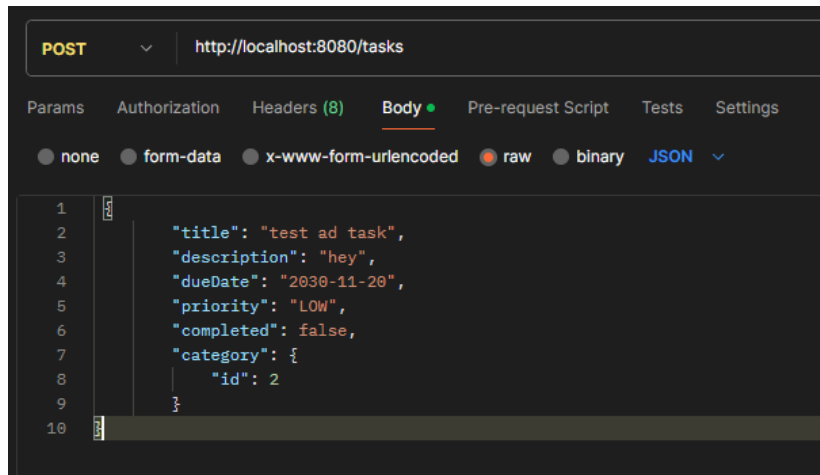 POST http://localhost:8080/tasks
Params Authorization Headers (8) Body Pre-request Script Tests Settings
none form-data x-www-form-urlencoded raw binary JSON
1 {
2 "title": "test ad task",
3 "description": "hey",
4 "dueDate": "2030-11-20",
5 "priority": "LOW",
6 "completed": false,
7 "category": {
8 "id": 2
9 }
10 }